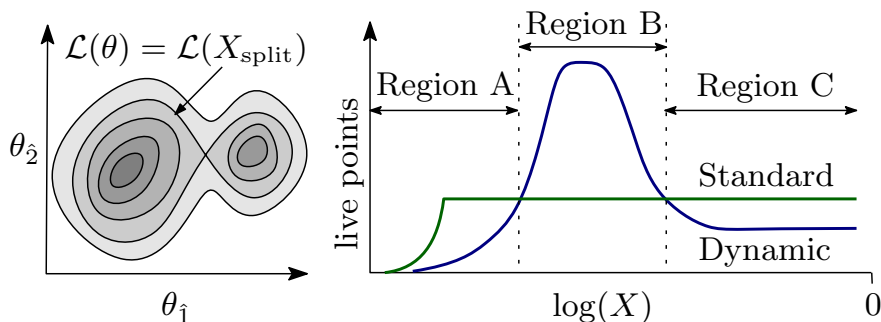 ℒ(θ) = ℒ(X_split)
θ_2̂
θ_1̂
Region A
Region B
Region C
live points
Standard
Dynamic
log(X)
0